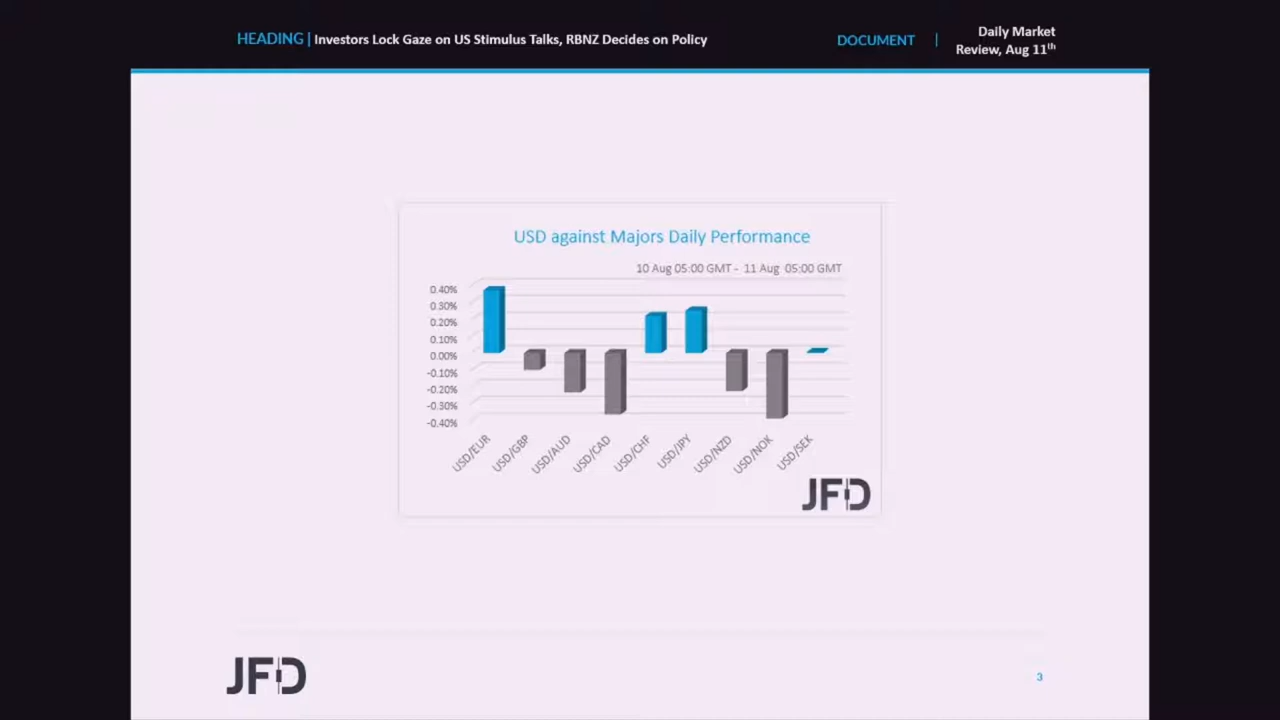 HEADING | Investors Lock Gaze on US Stimulus Talks, RBNZ Decides on Policy
DOCUMENT |
Daily Market
Review, Aug 11th
USD against Majors Daily Performance
10 Aug 05:00 GMT - 11 Aug 05:00 GMT
0.40%
0.30%
0.20%
0.10%
0.00%
-0.10%
-0.20%
-0.30%
-0.40%
USD/EUR
USD/GBP
USD/AUD
USD/CAD
USD/CHF
USD/JPY
USD/NZD
USD/NOK
USD/SEK
JFD
JFD
3